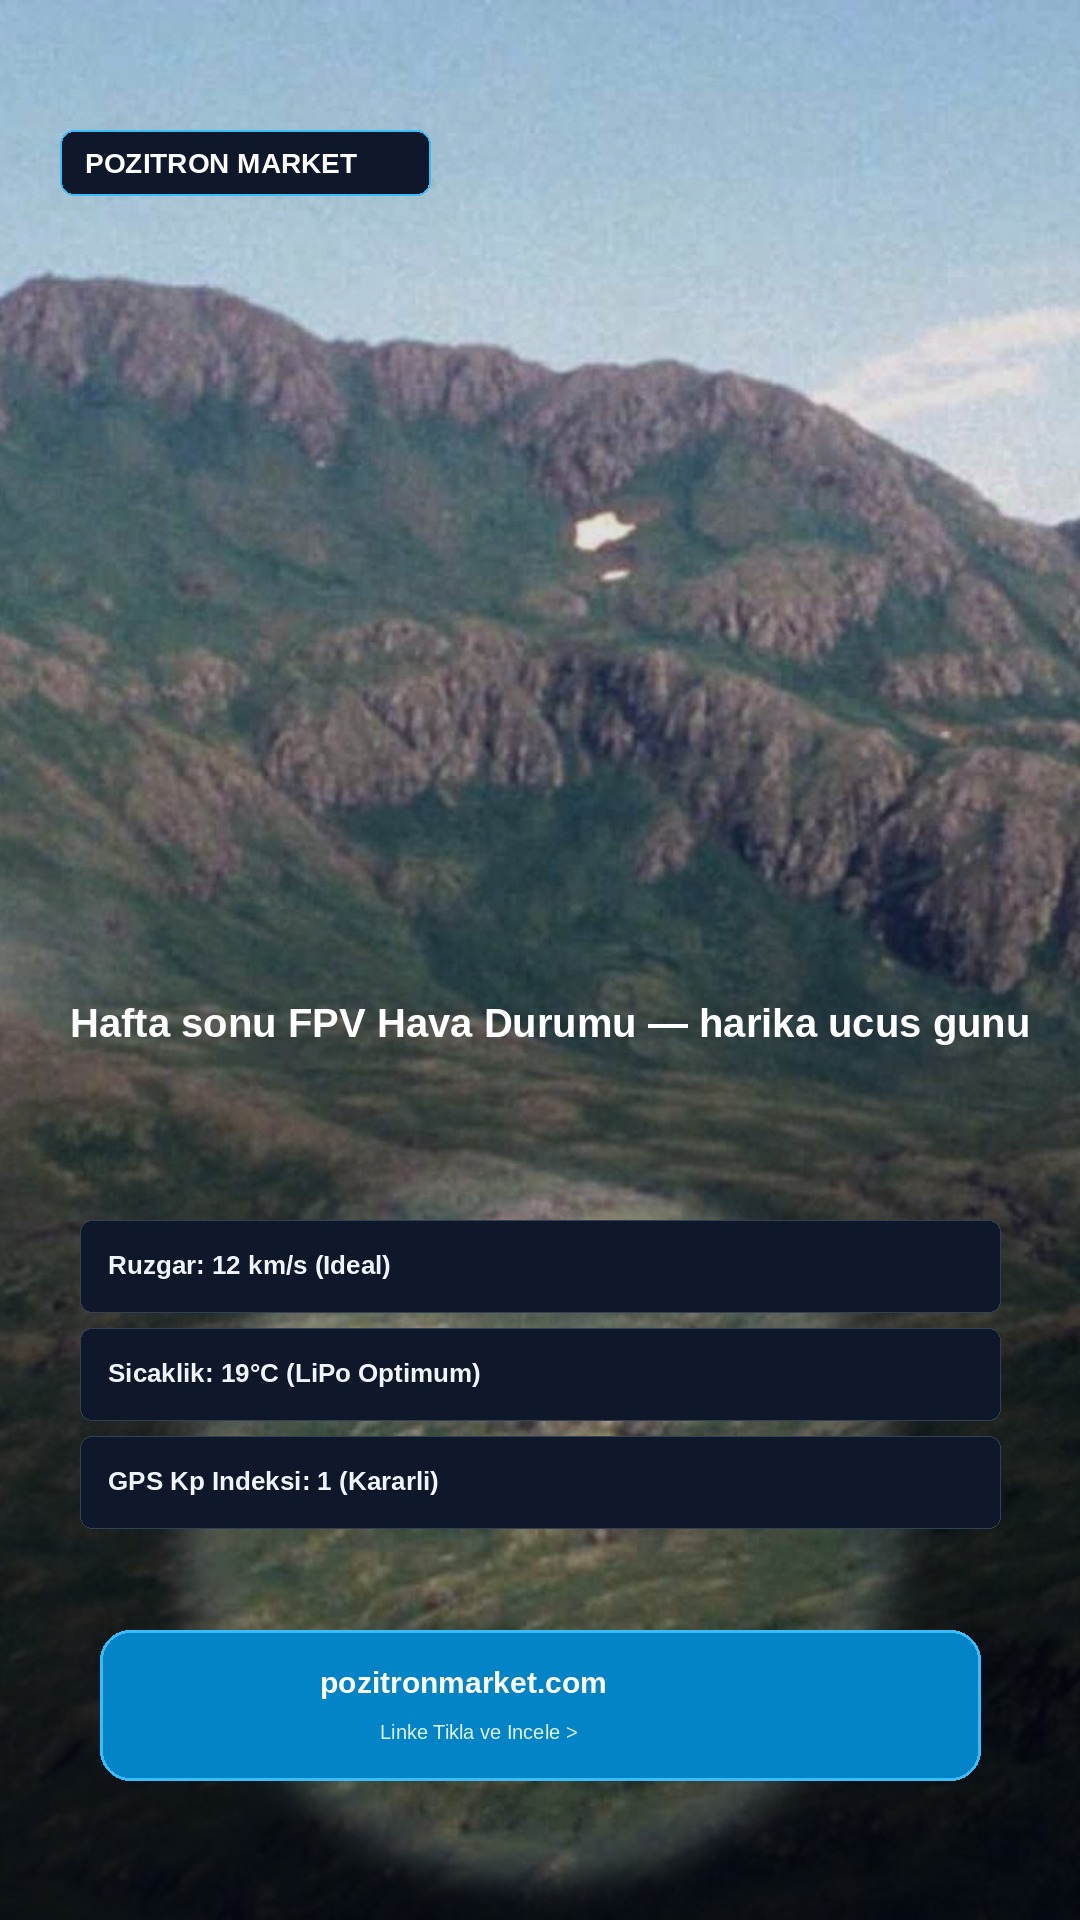 POZITRON MARKET
Hafta sonu FPV Hava Durumu — harika ucus gunu
Ruzgar: 12 km/s (Ideal)
Sicaklik: 19°C (LiPo Optimum)
GPS Kp Indeksi: 1 (Kararli)
pozitronmarket.com
Linke Tikla ve Incele >